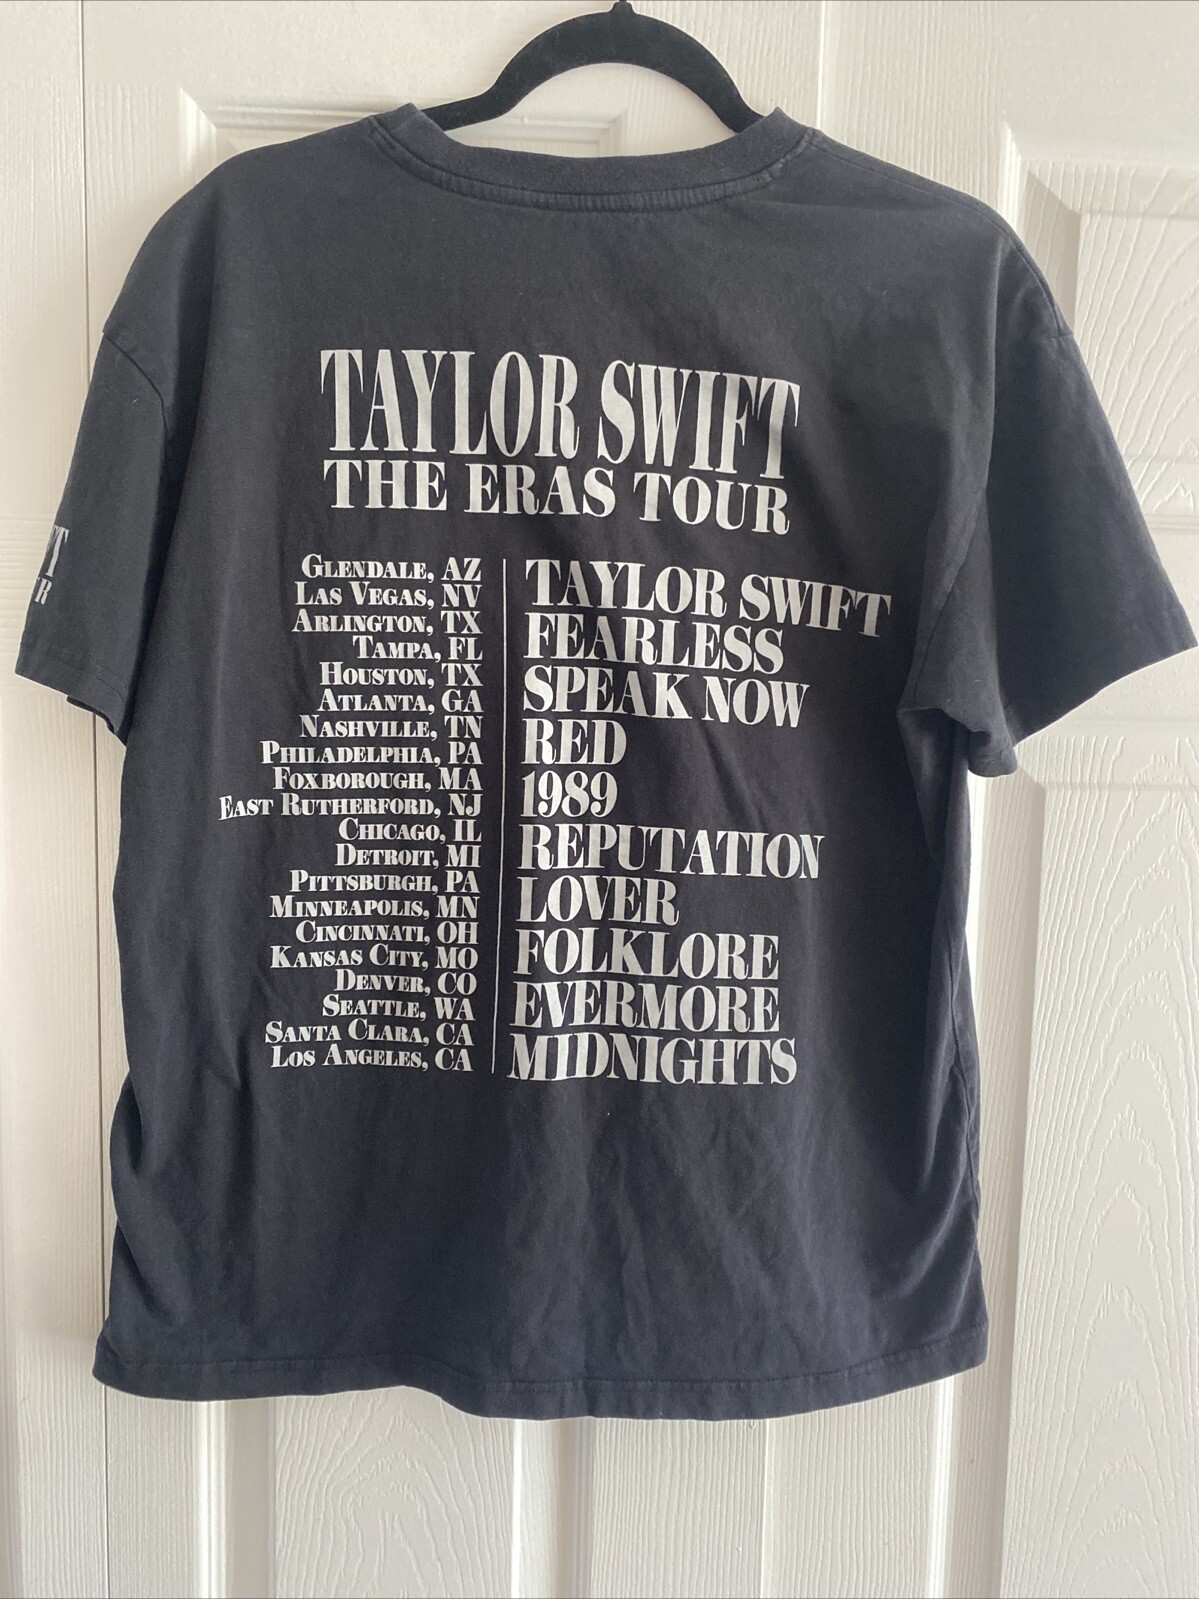 TAYLOR SWIFT
THE ERAS TOUR
GLENDALE, AZ
LAS VEGAS, NV
ARLINGTON, TX
TAMPA, FL
HOUSTON, TX
ATLANTA, GA
NASHVILLE, TN
PHILADELPHIA, PA
FOXBOROUGH, MA
EAST RUTHERFORD, NJ
CHICAGO, IL
DETROIT, MI
PITTSBURGH, PA
MINNEAPOLIS, MN
CINCINNATI, OH
KANSAS CITY, MO
DENVER, CO
SEATTLE, WA
SANTA CLARA, CA
LOS ANGELES, CA
TAYLOR SWIFT
FEARLESS
SPEAK NOW
RED
1989
REPUTATION
LOVER
FOLKLORE
EVERMORE
MIDNIGHTS